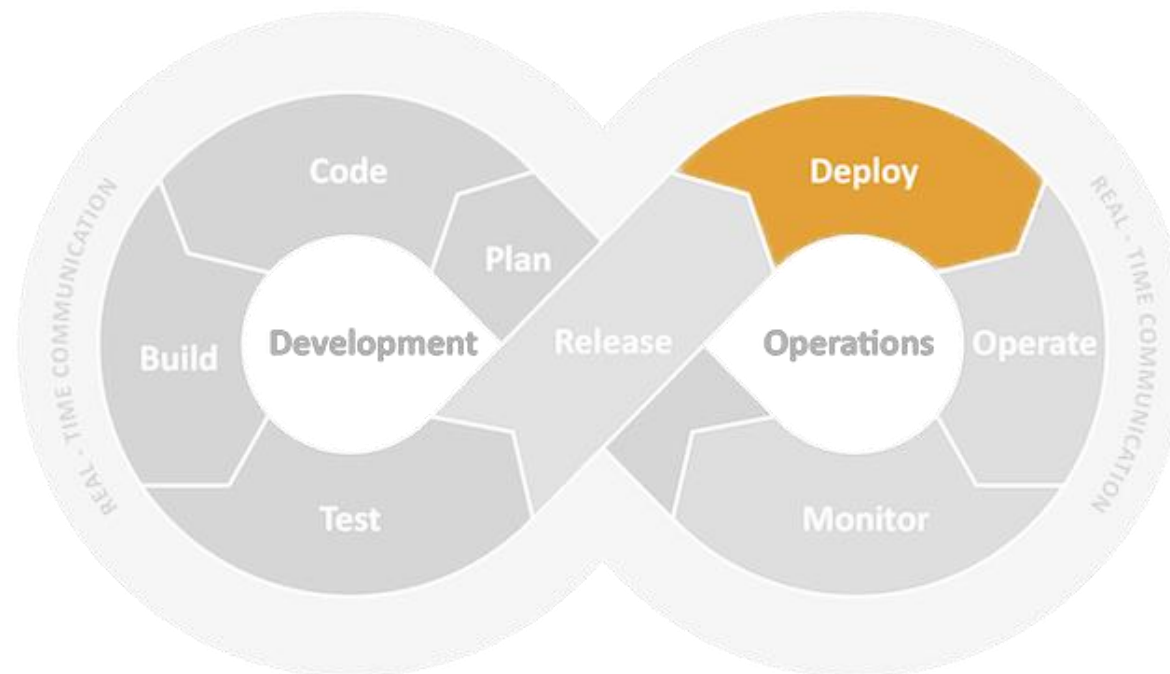 Code
Deploy
Plan
Development
Release
Operations
Operate
Build
Test
Monitor
REAL - TIME COMMUNICATION
REAL - TIME COMMUNICATION